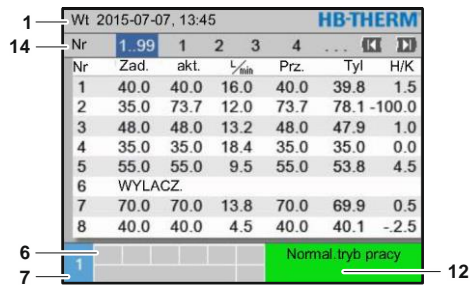 1 Wt 2015-07-07, 13:45 HB-THERM
14 Nr 1..99 1 2 3 4 ...
Nr Zad. akt. L/min Prz. Tyl H/K
1 40.0 40.0 16.0 40.0 39.8 1.5
2 35.0 73.7 12.0 73.7 78.1 -100.0
3 48.0 48.0 13.2 48.0 47.9 1.0
4 35.0 35.0 18.4 35.0 35.0 0.0
5 55.0 55.0 9.5 55.0 53.8 4.5
6 WYLACZ.
7 70.0 70.0 13.8 70.0 69.9 0.5
8 40.0 40.0 4.5 40.0 40.1 -.2.5
6 1 Normal.tryb pracy
7 12